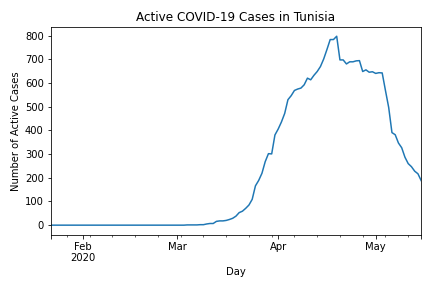 Active COVID-19 Cases in Tunisia
Number of Active Cases
800
700
600
500
400
300
200
100
0
Feb
2020
Mar
Apr
May
Day